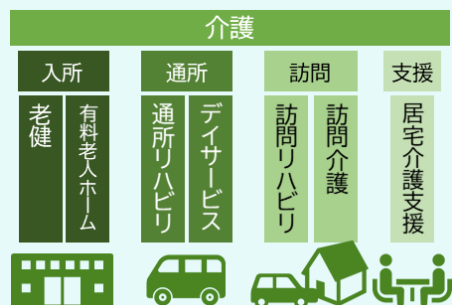 介護
入所
老健
有料老人ホーム
通所
通所リハビリ
デイサービス
訪問
訪問リハビリ
訪問介護
支援
居宅介護支援